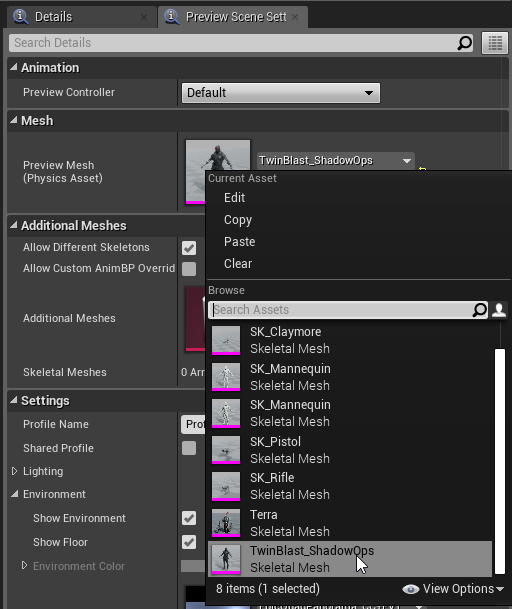 Details
Preview Scene Sett
Search Details
Animation
Preview Controller
Default
Mesh
Preview Mesh
(Physics Asset)
TwinBlast_ShadowOps
Current Asset
Edit
Copy
Paste
Clear
Additional Meshes
Allow Different Skeletons
Allow Custom AnimBP Overrid
Additional Meshes
Skeletal Meshes
0 Arr
Browse
Search Assets
SK_Claymore
Skeletal Mesh
SK_Mannequin
Skeletal Mesh
SK_Mannequin
Skeletal Mesh
SK_Pistol
Skeletal Mesh
SK_Rifle
Skeletal Mesh
Terra
Skeletal Mesh
TwinBlast_ShadowOps
Skeletal Mesh
8 items (1 selected)
View Options
Settings
Profile Name
Prof
Shared Profile
Lighting
Environment
Show Environment
Show Floor
Environment Color